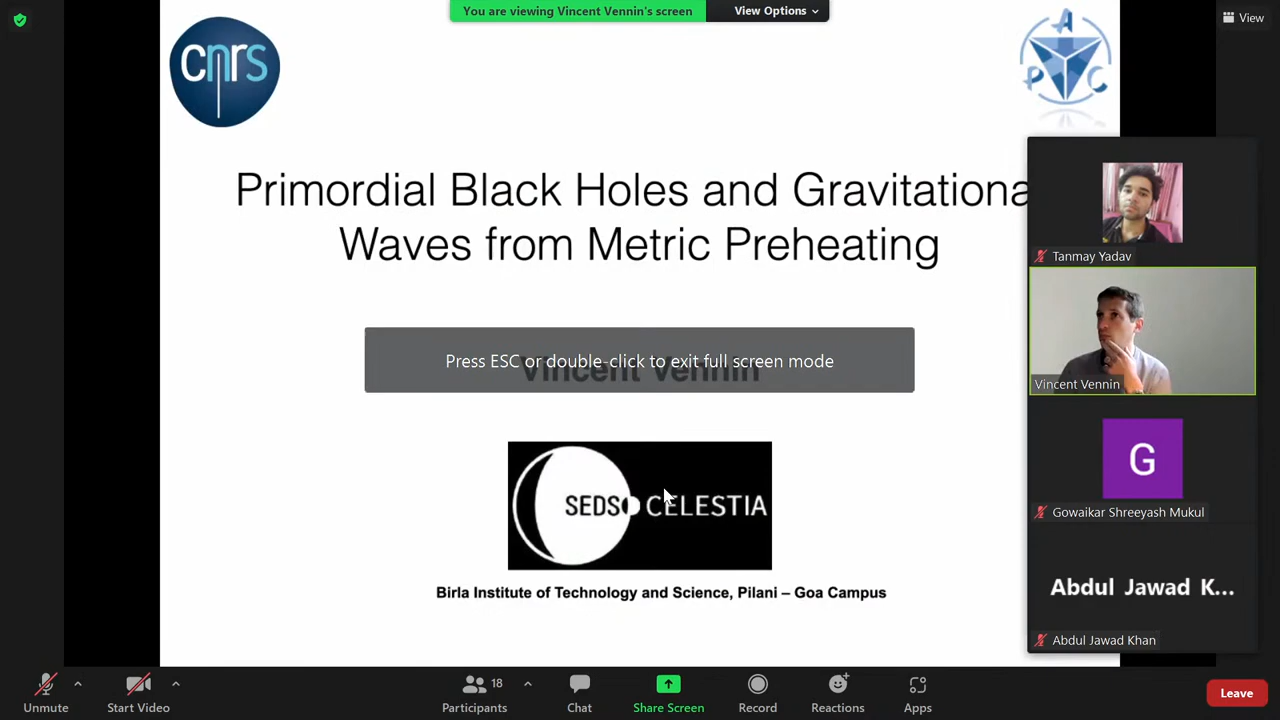 You are viewing Vincent Vennin's screen
View Options
View
cnrs
A
P C
Primordial Black Holes and Gravitationa
Waves from Metric Preheating
Tanmay Yadav
Press ESC or double-click to exit full screen mode
Vincent Vennin
Vincent Vennin
SEDS CELESTIA
G
Gowaikar Shreeyash Mukul
Birla Institute of Technology and Science, Pilani – Goa Campus
Abdul Jawad K...
Abdul Jawad Khan
Unmute
Start Video
18
Participants
Chat
Share Screen
Record
Reactions
Apps
Leave